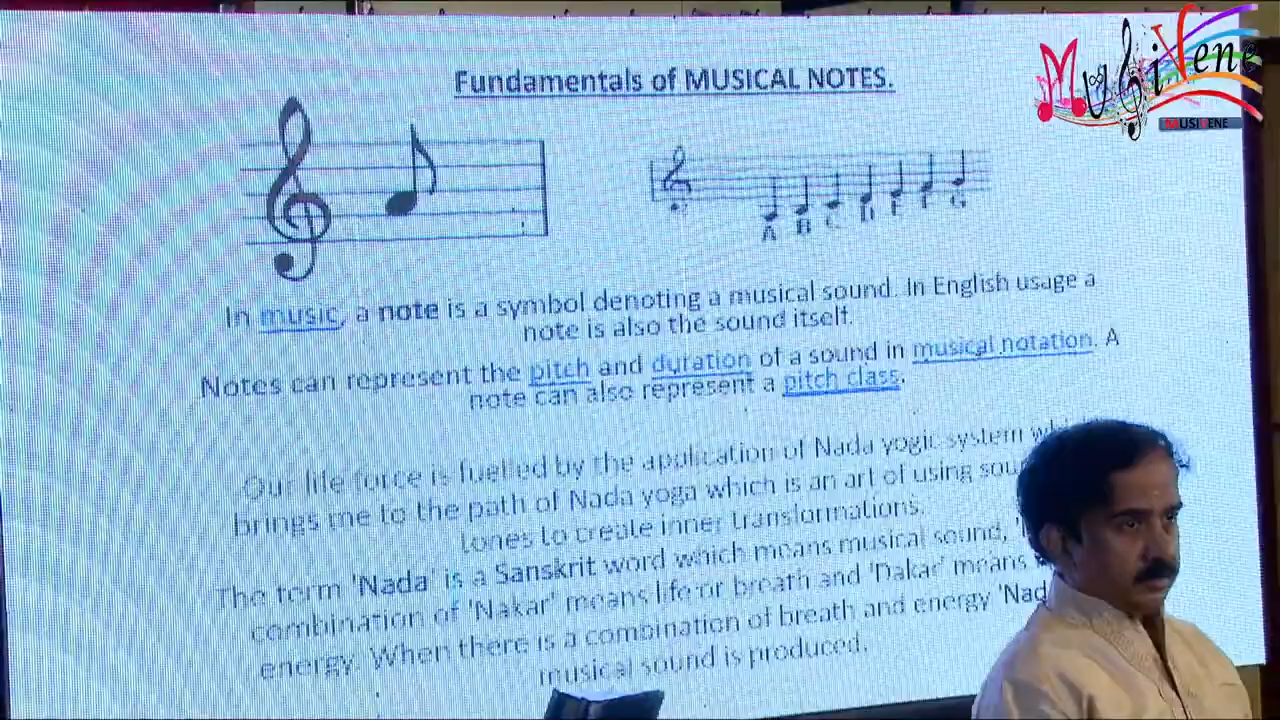 MusiVene
MUSIVENE
Fundamentals of MUSICAL NOTES.
A B C D E F G
In music, a note is a symbol denoting a musical sound. In English usage a
note is also the sound itself.
Notes can represent the pitch and duration of a sound in musical notation. A
note can also represent a pitch class.
Our life force is fuelled by the application of Nada yogic system
brings me to the path of Nada yoga which is an art of using
tones to create inner transformations.
The term 'Nada' is a Sanskrit word which means musical sound,
combination of 'Nakar' means life or breath and 'Dakar' means
energy. When there is a combination of breath and energy 'Nad
musical sound is produced.